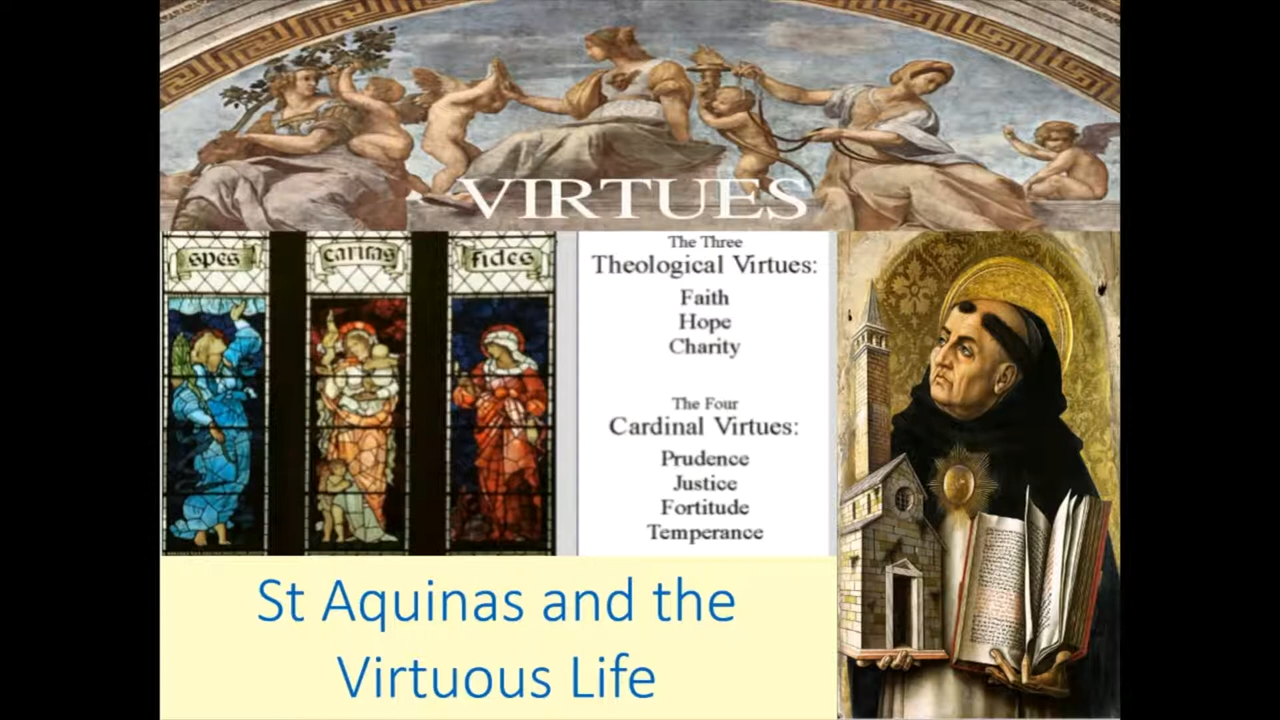 VIRTUES
spes
caritas
fides
The Three
Theological Virtues:
Faith
Hope
Charity
The Four
Cardinal Virtues:
Prudence
Justice
Fortitude
Temperance
St Aquinas and the
Virtuous Life